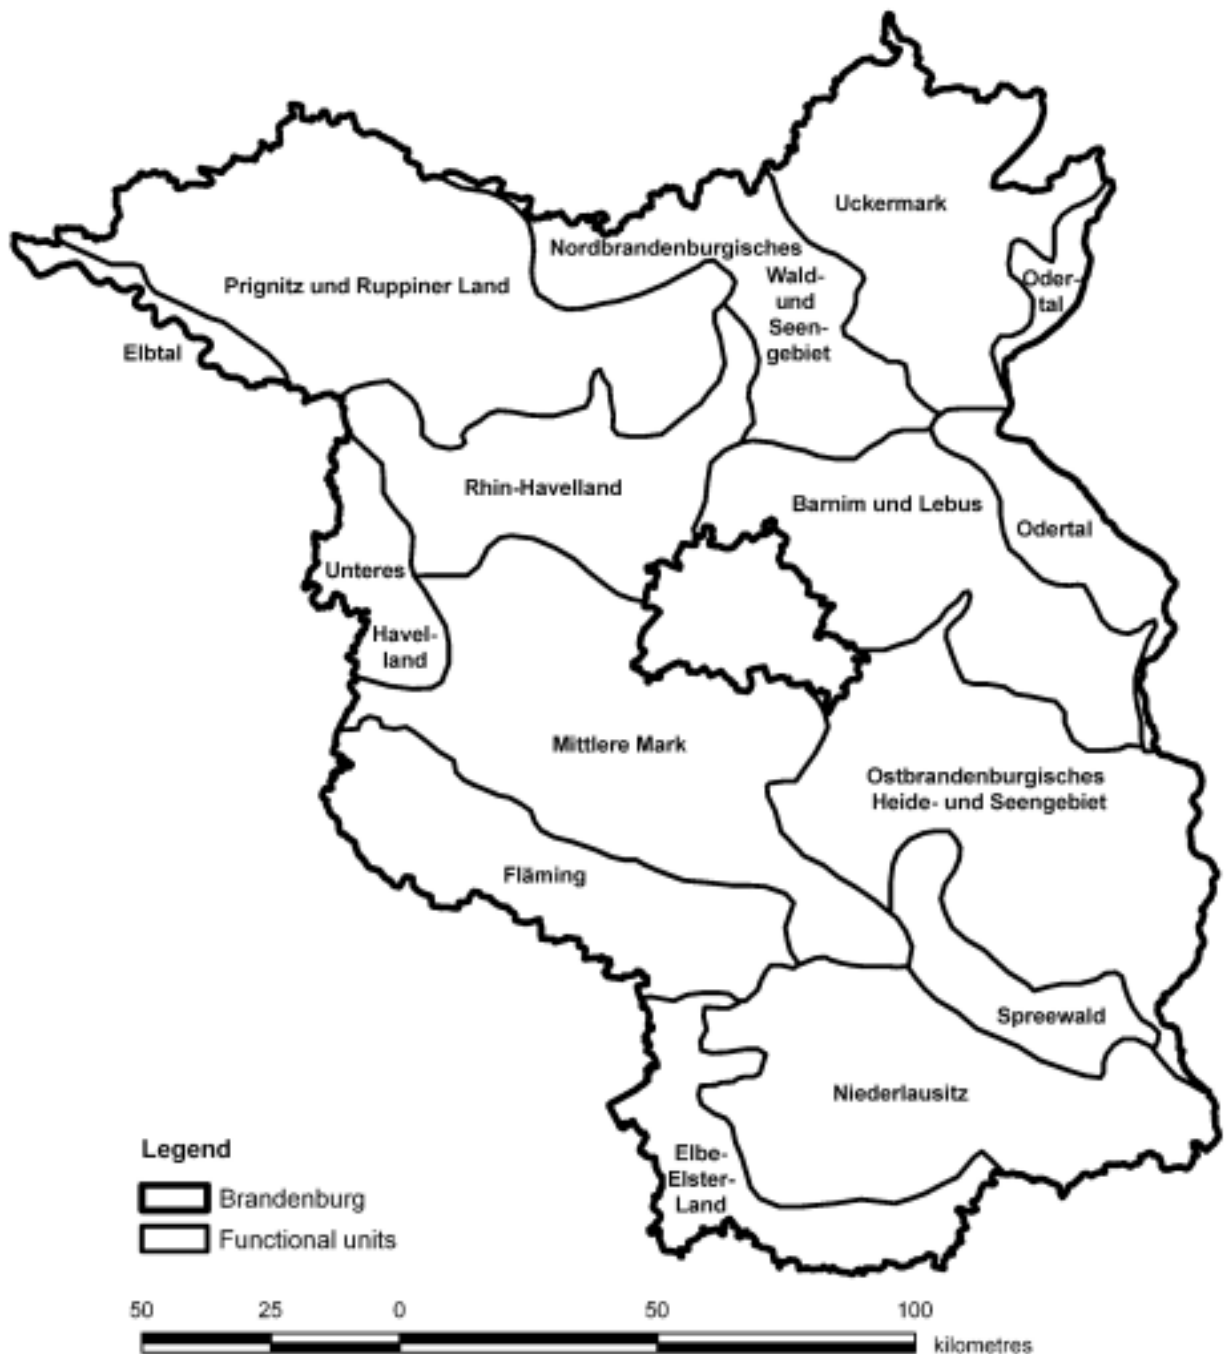 Uckermark
Nordbrandenburgisches
Wald-
und
Seen-
gebiet
Oder-
tal
Prignitz und Ruppiner Land
Elbtal
Rhin-Havelland
Barnim und Lebus
Odertal
Unteres
Havel-
land
Mittlere Mark
Ostbrandenburgisches
Heide- und Seengebiet
Fläming
Spreewald
Niederlausitz
Elbe-
Elster-
Land
Legend
Brandenburg
Functional units
50 25 0 50 100
kilometres